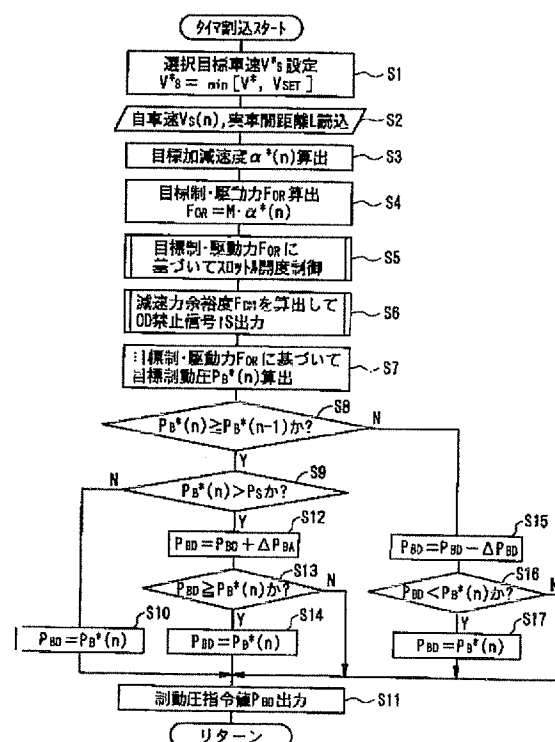 タイマ割込スタート
選択目標車速V*S 設定
V*S = min [V*, VSET]
S1
自車速VS(n),実車間距離L読込
S2
目標加減速度α*(n)算出
S3
目標制・駆動力FOR 算出
FOR=M・α*(n)
S4
目標制・駆動力FORに
基づいてスロットル開度制御
S5
減速力余裕度 を算出して
OD禁止信号 出力
S6
目標制・駆動力FORに基づいて
目標制動圧PB*(n)算出
S7
S8
PB*(n)≧PB*(n-1)か?
N
Y
S9
N
PB*(n)>PSか?
Y
S12
PBD=PBD+ΔPBA
S15
PBD=PBD-ΔPBD
S13
PBD≧PB*(n)か?
N
S16
PBD<PB*(n)か?
N
S10
PBD=PB*(n)
Y
S14
PBD=PB*(n)
Y
S17
PBD=PB*(n)
制動圧指令値PBD出力
S11
リターン